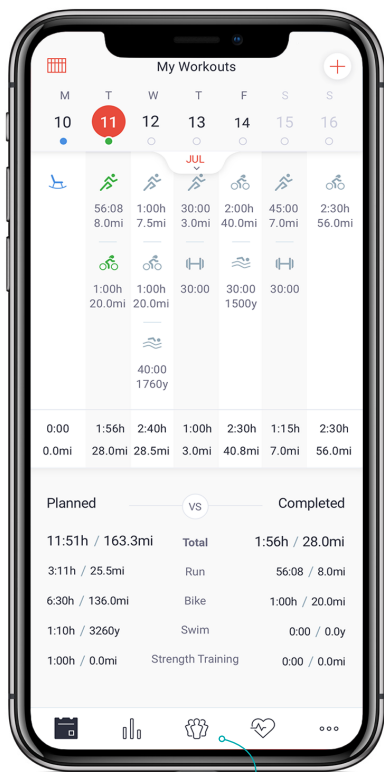 My Workouts
M T W T F S S
10 11 12 13 14 15 16
JUL
56:08 1:00h 30:00 2:00h 45:00 2:30h
8.0mi 7.5mi 3.0mi 40.0mi 7.0mi 56.0mi
1:00h 1:00h 30:00 30:00 30:00
20.0mi 20.0mi 1500y
40:00
1760y
0:00 1:56h 2:40h 1:00h 2:30h 1:15h 2:30h
0.0mi 28.0mi 28.5mi 3.0mi 40.8mi 7.0mi 56.0mi
Planned VS Completed
11:51h / 163.3mi Total 1:56h / 28.0mi
3:11h / 25.5mi Run 56:08 / 8.0mi
6:30h / 136.0mi Bike 1:00h / 20.0mi
1:10h / 3260y Swim 0:00 / 0.0y
1:00h / 0.0mi Strength Training 0:00 / 0.0mi